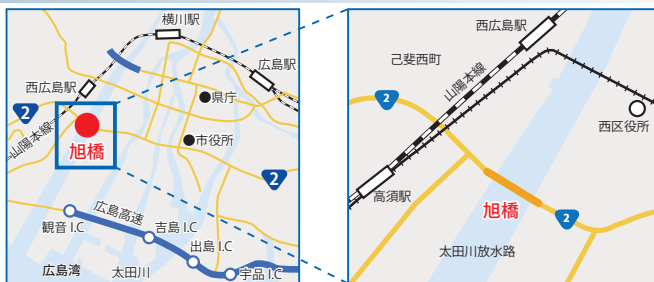 横川駅
広島駅
西広島駅
県庁
2
山陽本線
市役所
旭橋
2
広島高速
観音 I.C
吉島 I.C
出島 I.C
宇品 I.C
広島湾
太田川
西広島駅
己斐西町
山陽本線
2
西区役所
高須駅
旭橋
2
太田川放水路